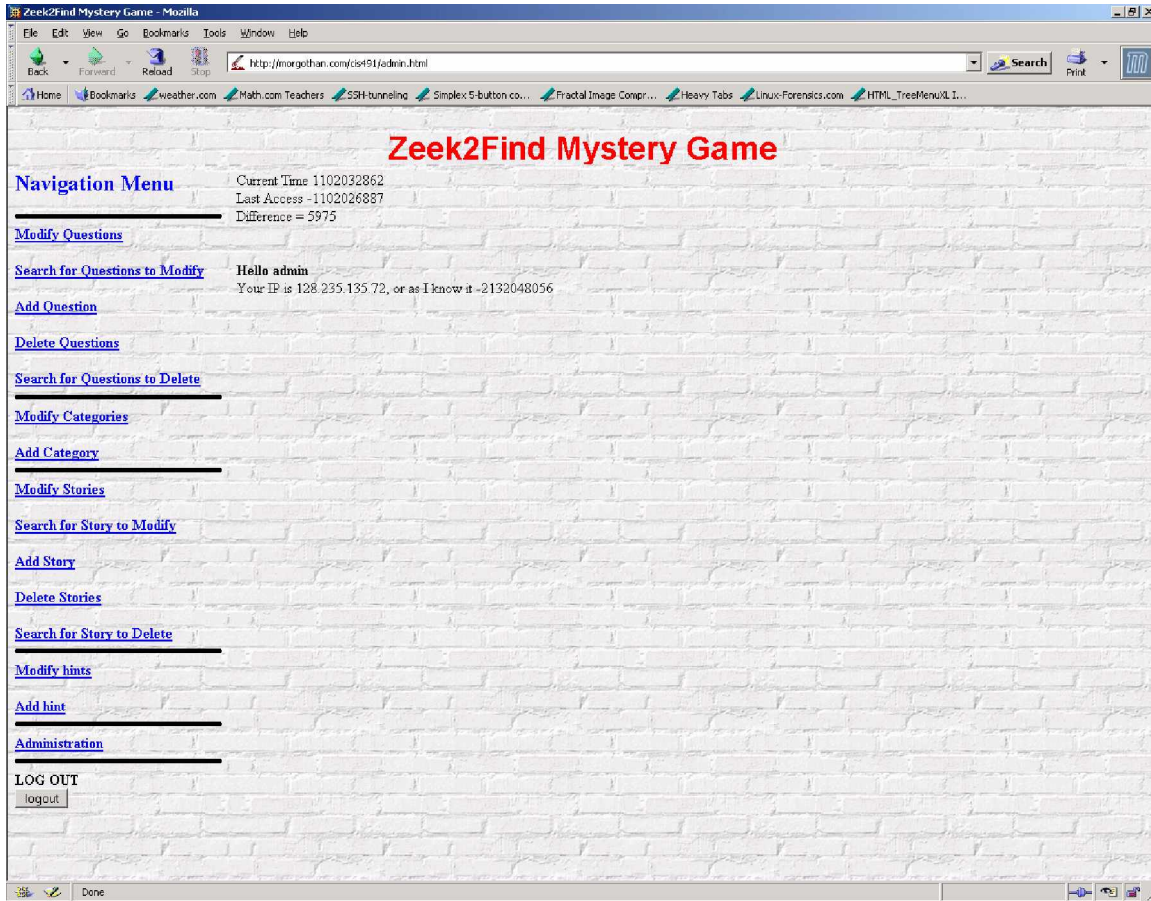 Zeek2Find Mystery Game - Mozilla
File Edit View Go Bookmarks Tools Window Help
Back Forward Reload Stop http://morgothan.com/cis491/admin.html Search Print
Home Bookmarks weather.com Math.com Teachers SSH-tunneling Simplex 5-button co... Fractal Image Compr... Heavy Tabs Linux-Forensics.com HTML_TreeMenuXL I...
Zeek2Find Mystery Game
Navigation Menu
Modify Questions
Search for Questions to Modify
Add Question
Delete Questions
Search for Questions to Delete
Modify Categories
Add Category
Modify Stories
Search for Story to Modify
Add Story
Delete Stories
Search for Story to Delete
Modify hints
Add hint
Administration
LOG OUT
logout
Current Time 1102032862
Last Access -1102026887
Difference = 5975
Hello admin
Your IP is 128.235.135.72, or as I know it -2132048056
Done